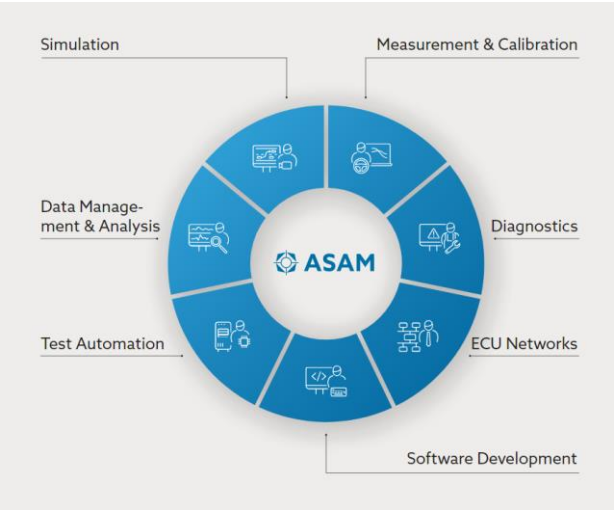 Simulation
Measurement & Calibration
Data Manage-
ment & Analysis
Diagnostics
ASAM
Test Automation
ECU Networks
</>
Software Development